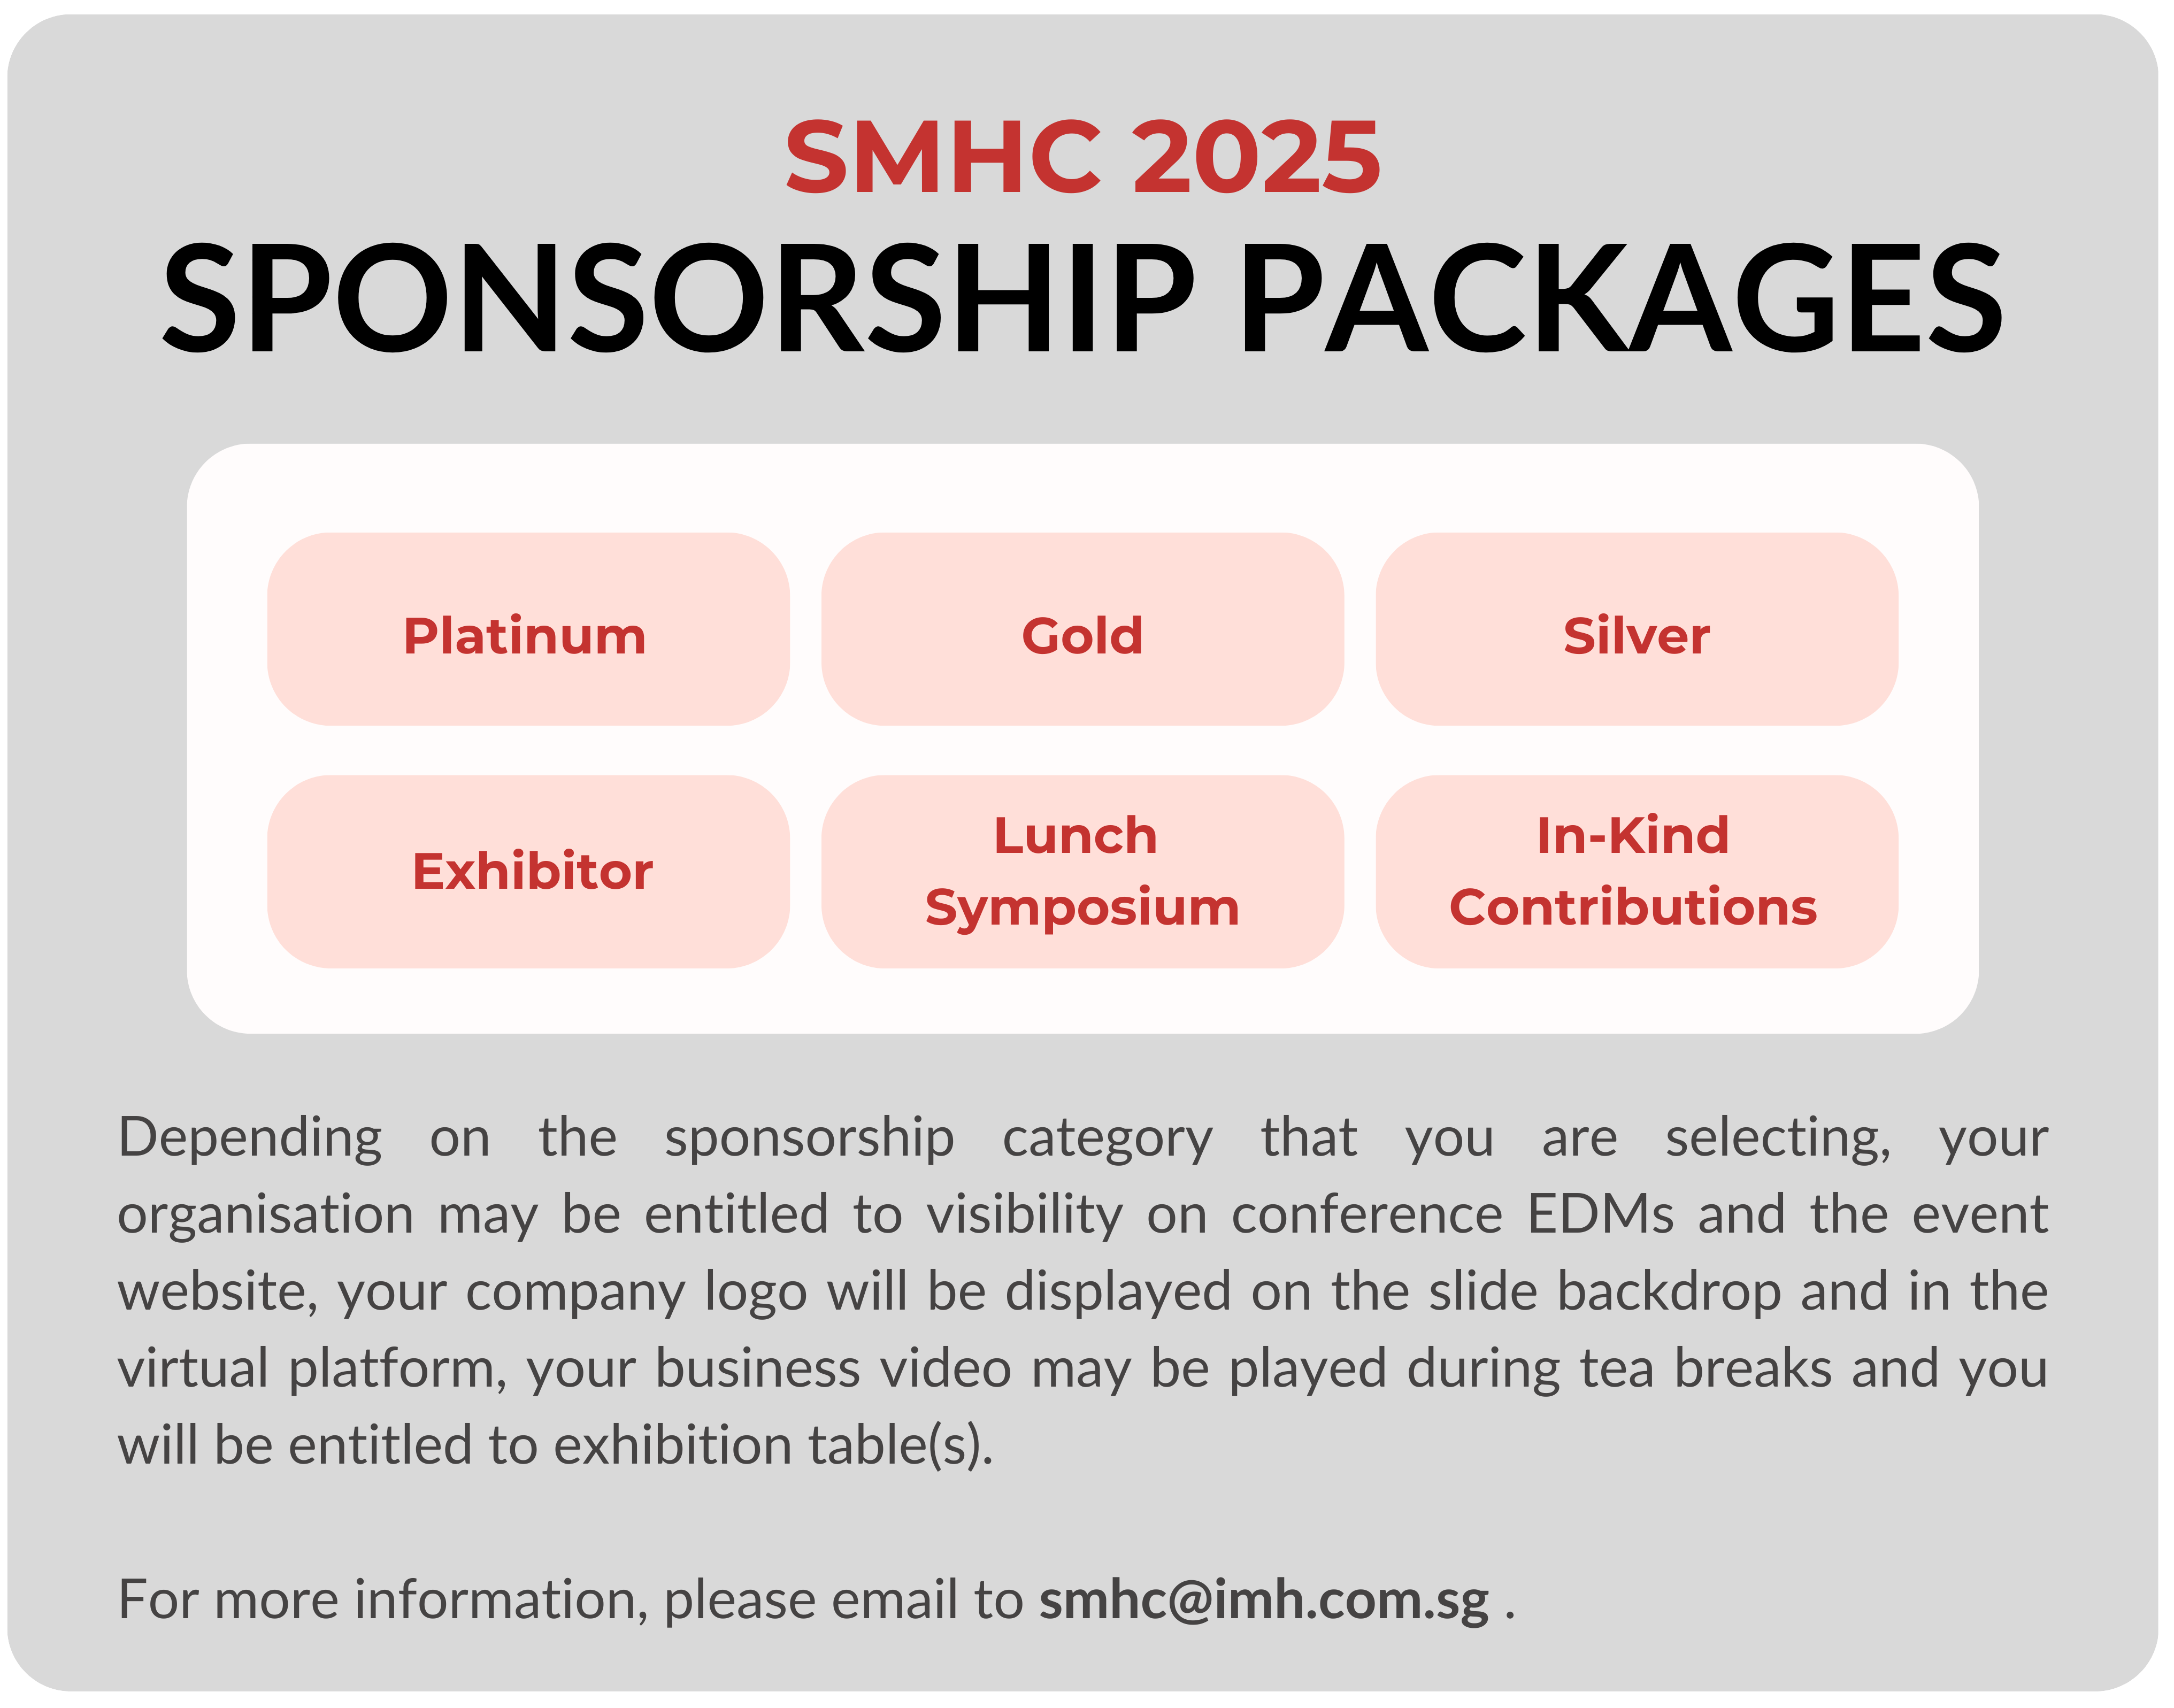 SMHC 2025
SPONSORSHIP PACKAGES
Platinum
Gold
Silver
Exhibitor
Lunch
Symposium
In-Kind
Contributions
Depending on the sponsorship category that you are selecting, your
organisation may be entitled to visibility on conference EDMs and the event
website, your company logo will be displayed on the slide backdrop and in the
virtual platform, your business video may be played during tea breaks and you
will be entitled to exhibition table(s).
For more information, please email to smhc@imh.com.sg .